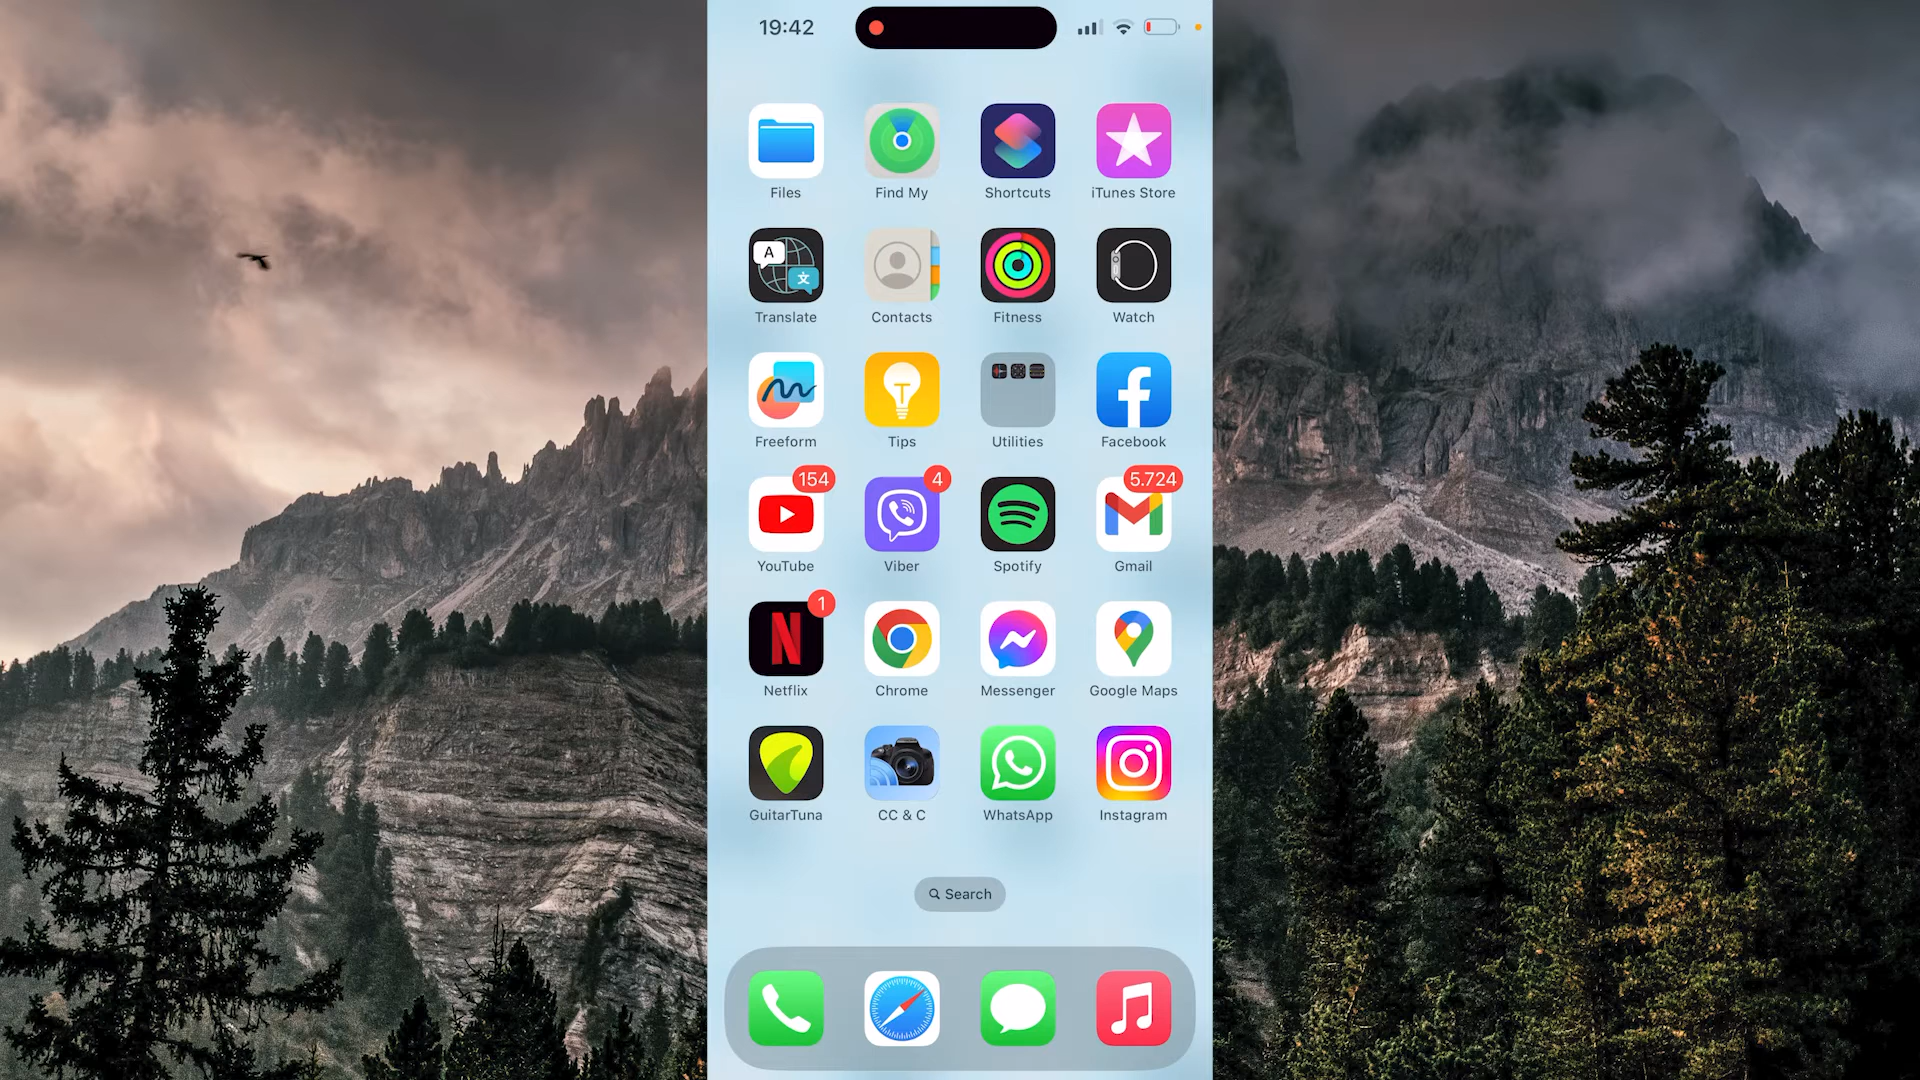 19:42
Files Find My Shortcuts iTunes Store
A 文
Translate Contacts Fitness Watch
Freeform Tips Utilities Facebook
154 4 5.724
YouTube Viber Spotify Gmail
1
N
Netflix Chrome Messenger Google Maps
GuitarTuna CC & C WhatsApp Instagram
Search